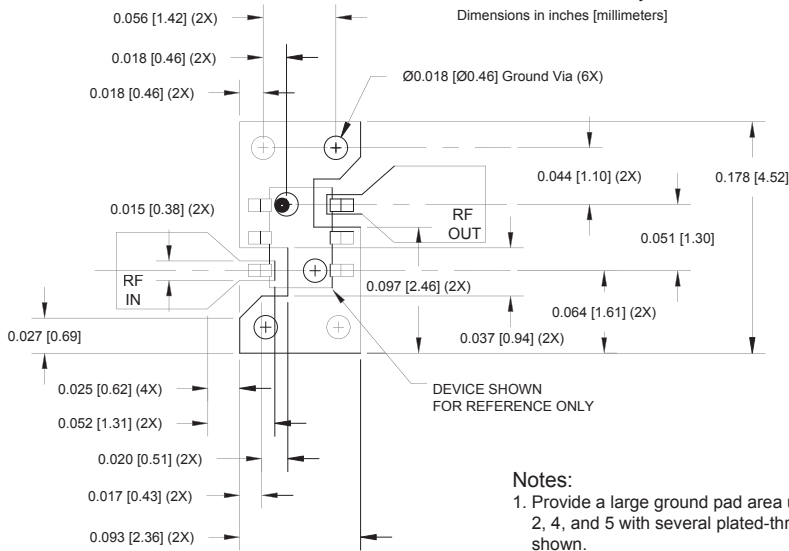 Dimensions in inches [millimeters]
0.056 [1.42] (2X)
0.018 [0.46] (2X)
0.018 [0.46] (2X)
Ø0.018 [Ø0.46] Ground Via (6X)
0.044 [1.10] (2X)
0.178 [4.52]
0.015 [0.38] (2X)
RF
OUT
0.051 [1.30]
RF
IN
0.097 [2.46] (2X)
0.064 [1.61] (2X)
0.027 [0.69]
0.037 [0.94] (2X)
0.025 [0.62] (4X)
DEVICE SHOWN
FOR REFERENCE ONLY
0.052 [1.31] (2X)
0.020 [0.51] (2X)
0.017 [0.43] (2X)
0.093 [2.36] (2X)
Notes:
1. Provide a large ground pad area
2, 4, and 5 with several
shown.